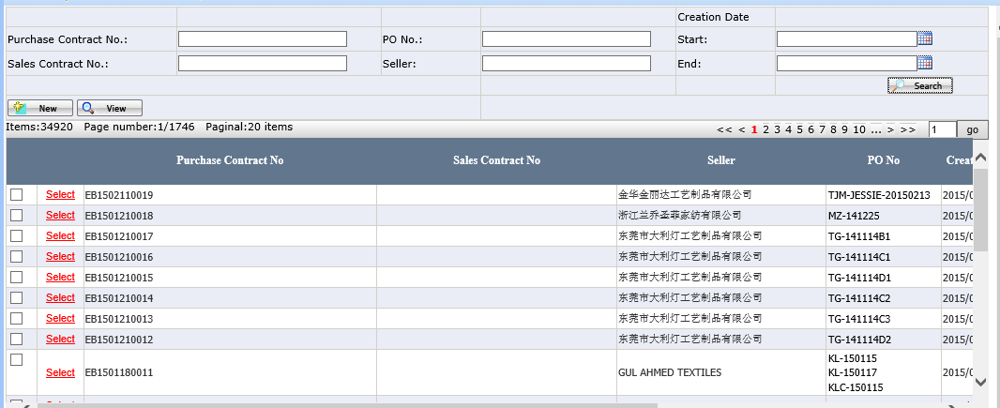 Creation Date
Purchase Contract No.: PO No.: Start:
Sales Contract No.: Seller: End:
Search
New View
Items:34920 Page number:1/1746 Paginal:20 items << < 1 2 3 4 5 6 7 8 9 10 ... > >> 1 go
Purchase Contract No Sales Contract No Seller PO No Creat
Select EB1502110019 金华金丽达工艺制品有限公司 TJM-JESSIE-20150213 2015/0
Select EB1501210018 浙江兰乔圣菲家纺有限公司 MZ-141225 2015/0
Select EB1501210017 东莞市大利灯工艺制品有限公司 TG-141114B1 2015/0
Select EB1501210016 东莞市大利灯工艺制品有限公司 TG-141114C1 2015/0
Select EB1501210015 东莞市大利灯工艺制品有限公司 TG-141114D1 2015/0
Select EB1501210014 东莞市大利灯工艺制品有限公司 TG-141114C2 2015/0
Select EB1501210013 东莞市大利灯工艺制品有限公司 TG-141114C3 2015/0
Select EB1501210012 东莞市大利灯工艺制品有限公司 TG-141114D2 2015/0
KL-150115
Select EB1501180011 GUL AHMED TEXTILES KL-150117 2015/0
KLC-150115